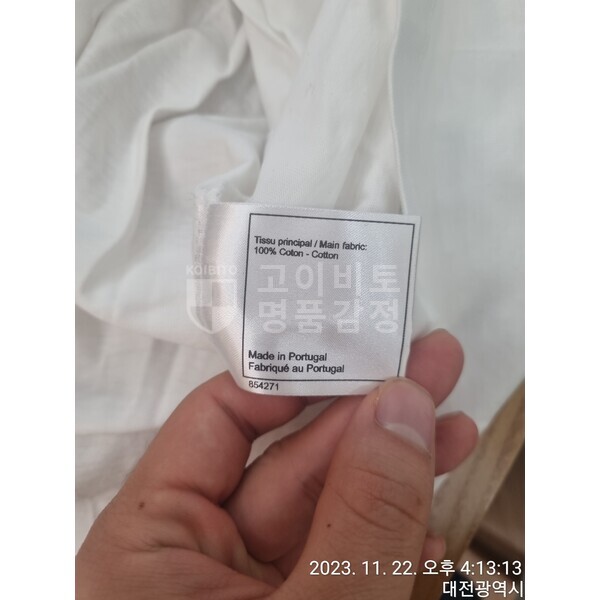 Tissu principal / Main fabric:
100% Coton - Cotton
KOIBITO
고이비토
명품감정
Made in Portugal
Fabriqué au Portugal
654271
2023. 11. 22. 오후 4:13:13
대전광역시